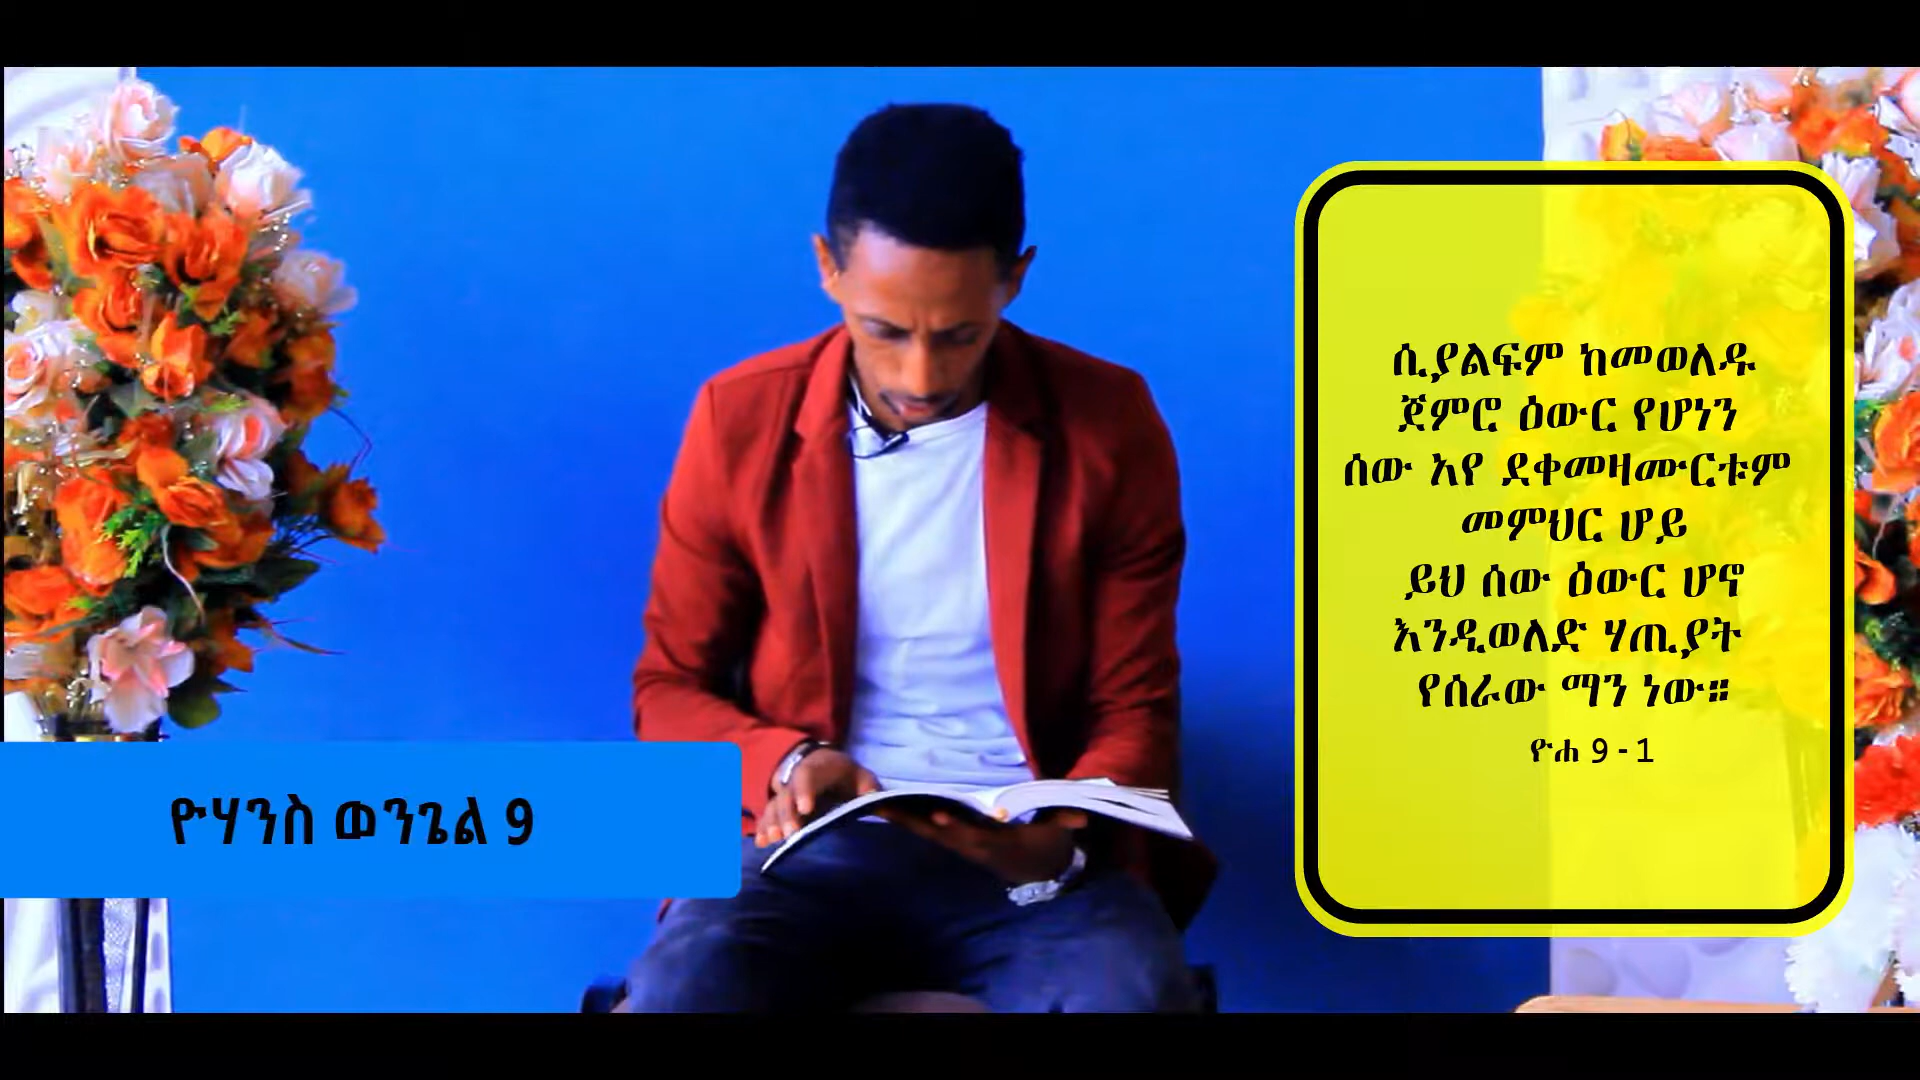 ሲያልፍም ከመወለዱ
ጀምሮ ዕውር የሆነን
ሰው አየ ደቀመዛሙርቱም
መምህር ሆይ
ይህ ሰው ዕውር ሆኖ
እንዲወለድ ሃጢያት
የሰራው ማን ነው።
ዮሐ 9 - 1
ዮሃንስ ወንጌል 9